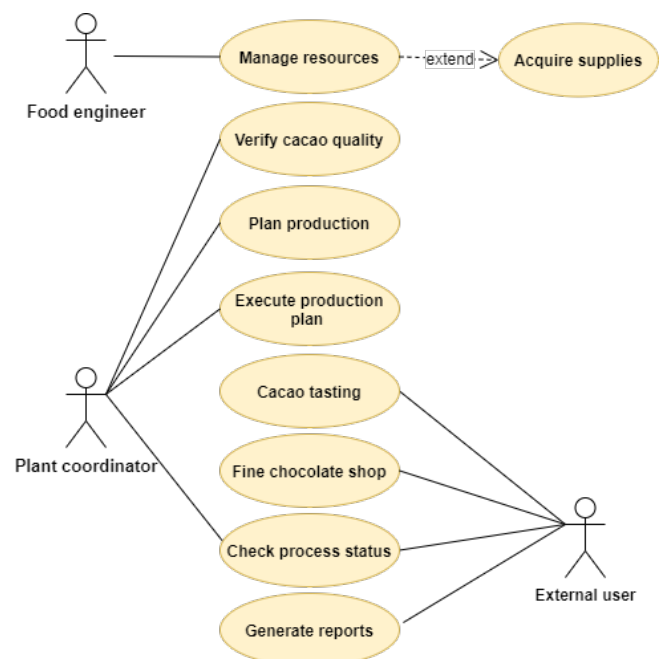 Manage resources
extend
Acquire supplies
Food engineer
Verify cacao quality
Plan production
Execute production
plan
Cacao tasting
Plant coordinator
Fine chocolate shop
Check process status
External user
Generate reports